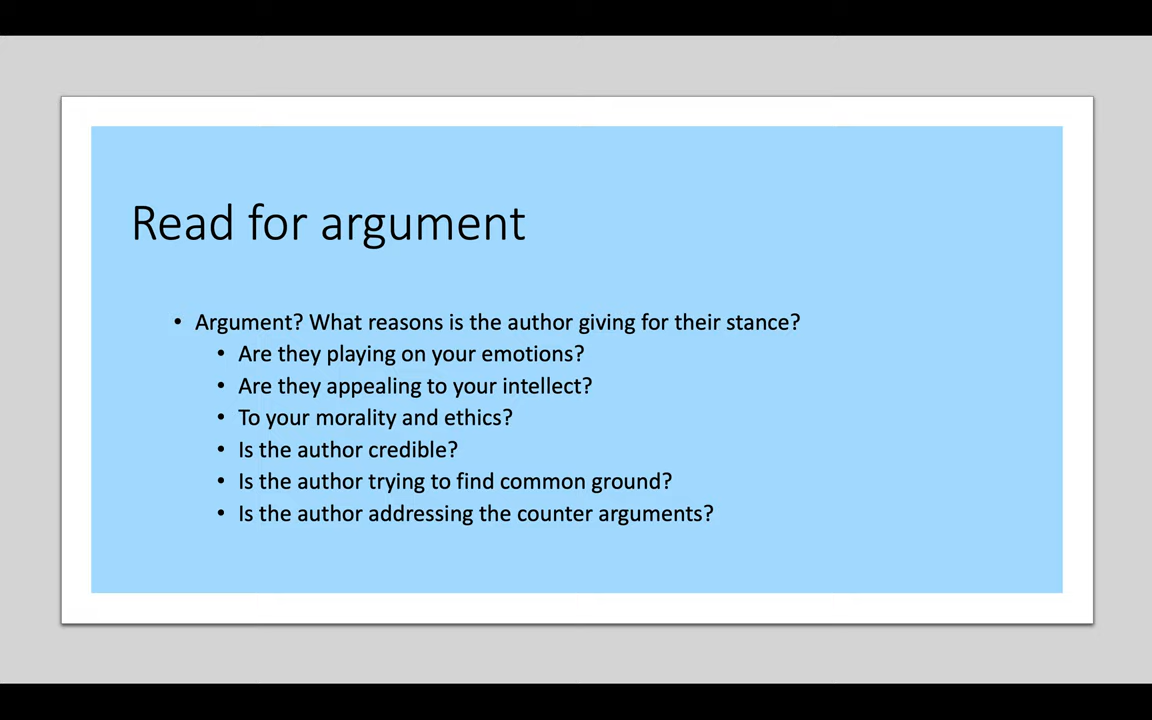 Read for argument
• Argument? What reasons is the author giving for their stance?
• Are they playing on your emotions?
• Are they appealing to your intellect?
• To your morality and ethics?
• Is the author credible?
• Is the author trying to find common ground?
• Is the author addressing the counter arguments?